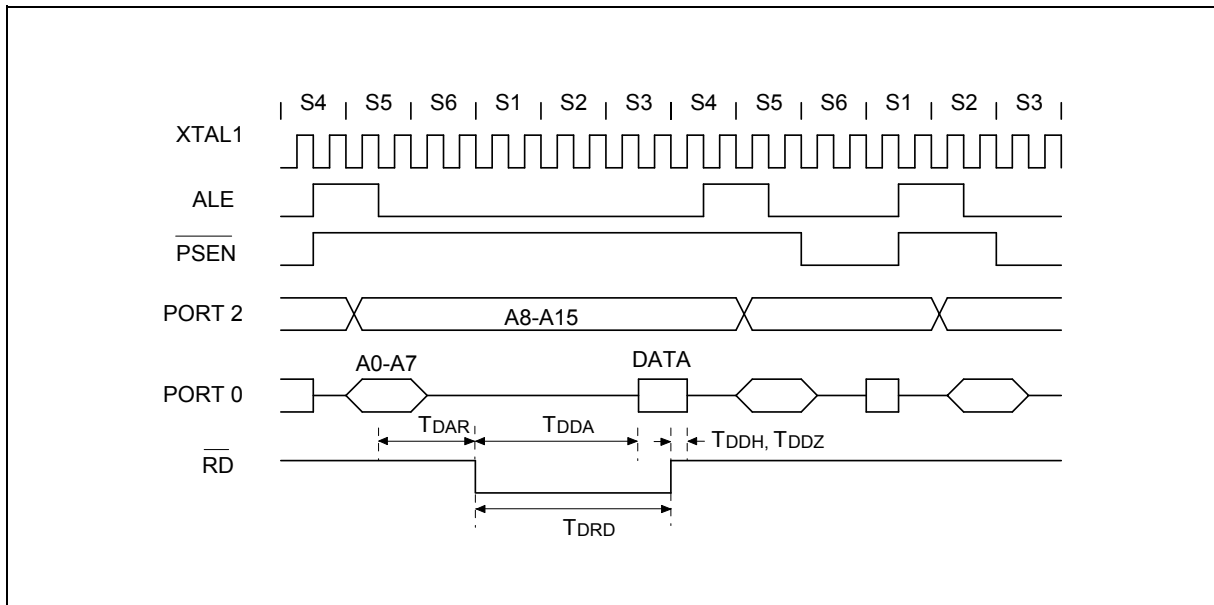 S4 S5 S6 S1 S2 S3 S4 S5 S6 S1 S2 S3
XTAL1
ALE
PSEN
PORT 2
A8-A15
A0-A7
DATA
PORT 0
TDAR
TDDA
TDDH, TDDZ
RD
TDRD